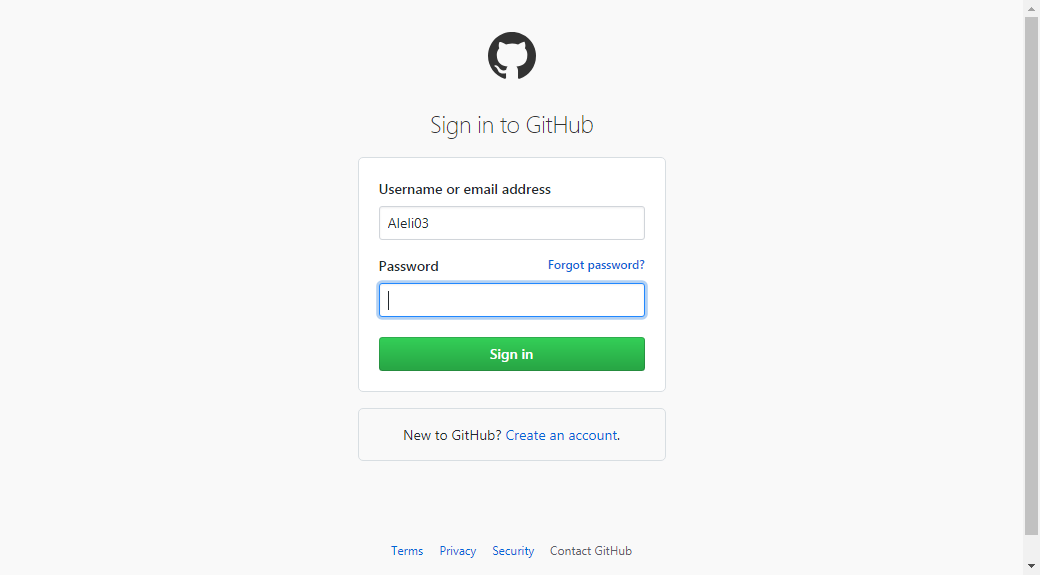 Sign in to GitHub
Username or email address
Aleli03
Password Forgot password?
Sign in
New to GitHub? Create an account.
Terms Privacy Security Contact GitHub